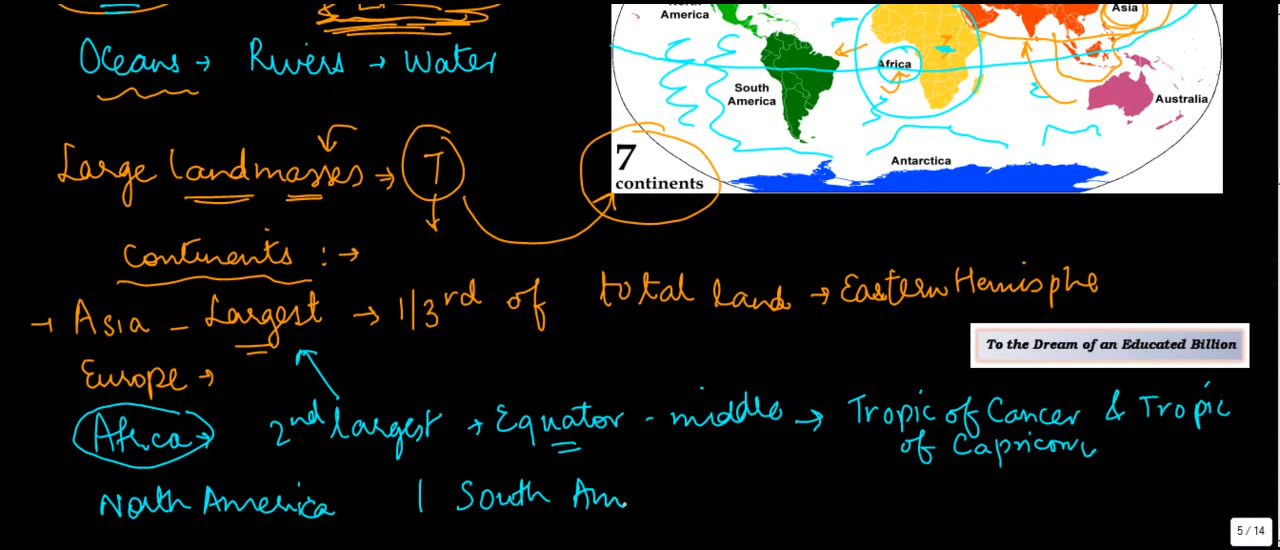 America
Asia
Oceans → Rivers → Water
Africa
South
America
Australia
Large landmasses → 7
7
continents
Antarctica
Continents : →
→ Asia - Largest → 1/3rd of total land → Eastern Hemisphe
To the Dream of an Educated Billion
Europe →
Africa → 2nd largest → Equator - middle → Tropic of Cancer & Tropic
of Capricorn
North America | South Am
5 / 14